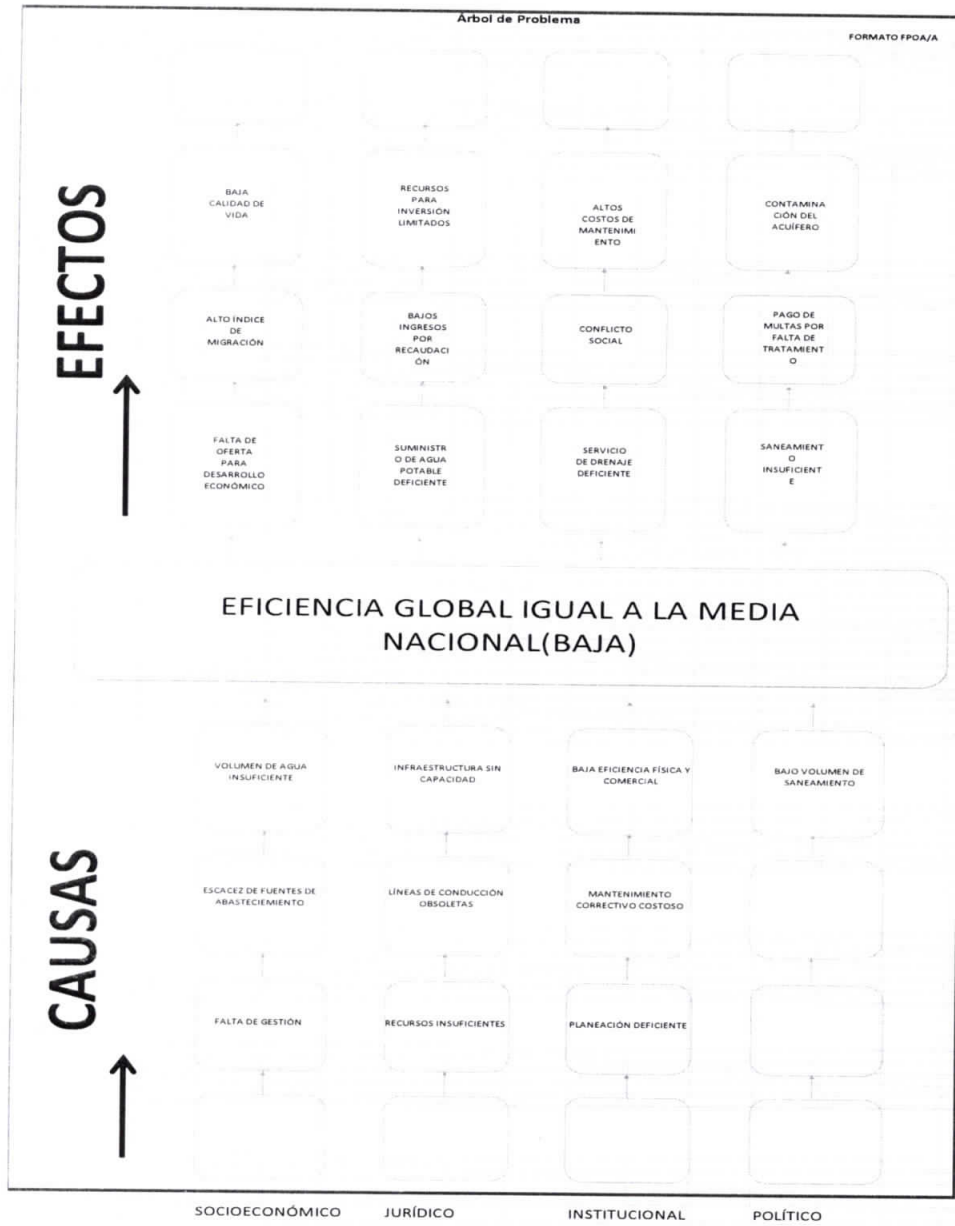 Árbol de Problema
FORMATO FPOA/A
EFECTOS
BAJA
CALIDAD DE
VIDA
RECURSOS
PARA
INVERSIÓN
LIMITADOS
ALTOS
COSTOS DE
MANTENIMI
ENTO
CONTAMINA
CIÓN DEL
ACUÍFERO
ALTO ÍNDICE
DE
MIGRACIÓN
BAJOS
INGRESOS
POR
RECAUDACI
ÓN
CONFLICTO
SOCIAL
PAGO DE
MULTAS POR
FALTA DE
TRATAMIENT
O
FALTA DE
OFERTA
PARA
DESARROLLO
ECONÓMICO
SUMINISTR
O DE AGUA
POTABLE
DEFICIENTE
SERVICIO
DE DRENAJE
DEFICIENTE
SANEAMIENT
O
INSUFICIENT
E
EFICIENCIA GLOBAL IGUAL A LA MEDIA
NACIONAL(BAJA)
CAUSAS
VOLUMEN DE AGUA
INSUFICIENTE
INFRAESTRUCTURA SIN
CAPACIDAD
BAJA EFICIENCIA FÍSICA Y
COMERCIAL
BAJO VOLUMEN DE
SANEAMIENTO
ESCACEZ DE FUENTES DE
ABASTECIEMIENTO
LÍNEAS DE CONDUCCIÓN
OBSOLETAS
MANTENIMIENTO
CORRECTIVO COSTOSO
FALTA DE GESTIÓN
RECURSOS INSUFICIENTES
PLANEACIÓN DEFICIENTE
SOCIOECONÓMICO
JURÍDICO
INSTITUCIONAL
POLÍTICO